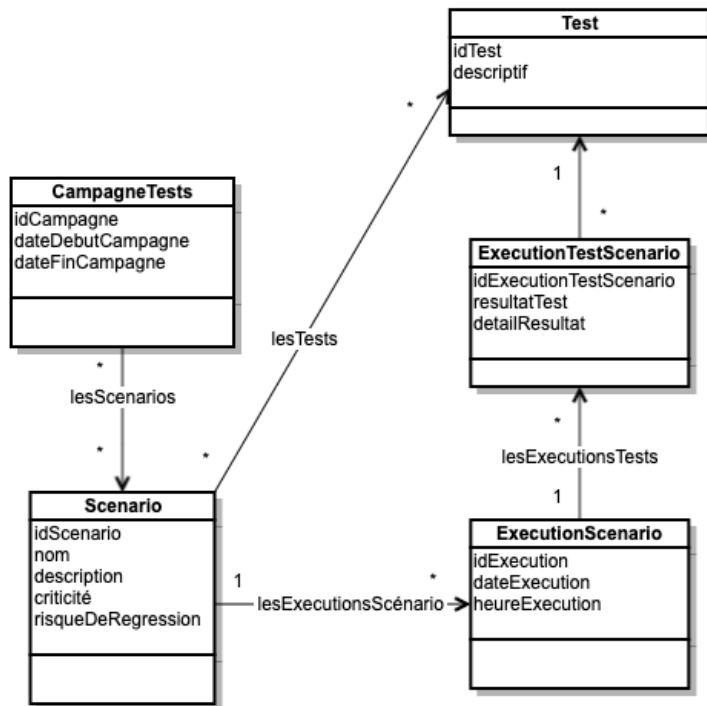 Test
idTest
descriptif
*
1
*
CampagneTests
idCampagne
dateDebutCampagne
dateFinCampagne
ExecutionTestScenario
idExecutionTestScenario
resultatTest
detailResultat
lesTests
*
lesScenarios
*
*
*
lesExecutionsTests
1
Scenario
idScenario
nom
description
criticité
risqueDeRegression
1
lesExecutionsScénario
*
ExecutionScenario
idExecution
dateExecution
heureExecution